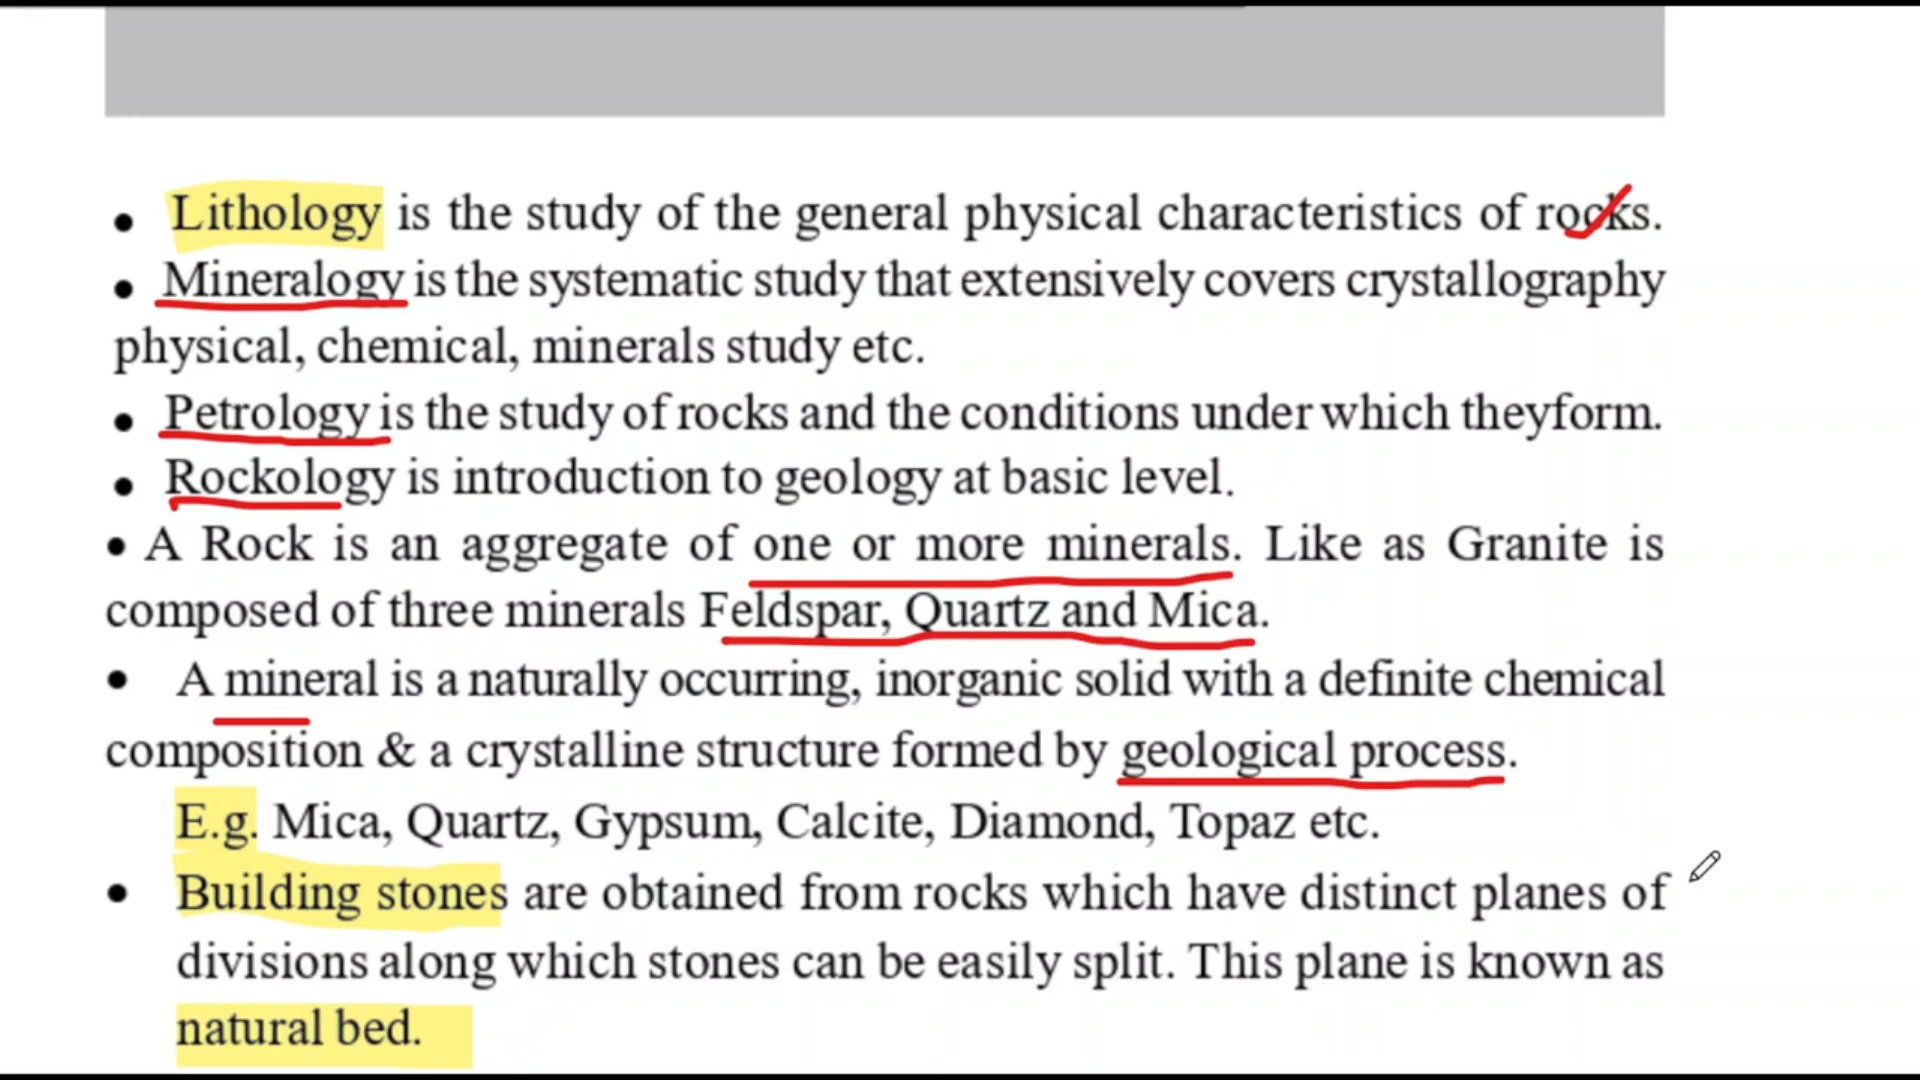 • Lithology is the study of the general physical characteristics of rocks.
• Mineralogy is the systematic study that extensively covers crystallography
physical, chemical, minerals study etc.
• Petrology is the study of rocks and the conditions under which theyform.
• Rockology is introduction to geology at basic level.
• A Rock is an aggregate of one or more minerals. Like as Granite is
composed of three minerals Feldspar, Quartz and Mica.
• A mineral is a naturally occurring, inorganic solid with a definite chemical
composition & a crystalline structure formed by geological process.
E.g. Mica, Quartz, Gypsum, Calcite, Diamond, Topaz etc.
• Building stones are obtained from rocks which have distinct planes of
divisions along which stones can be easily split. This plane is known as
natural bed.